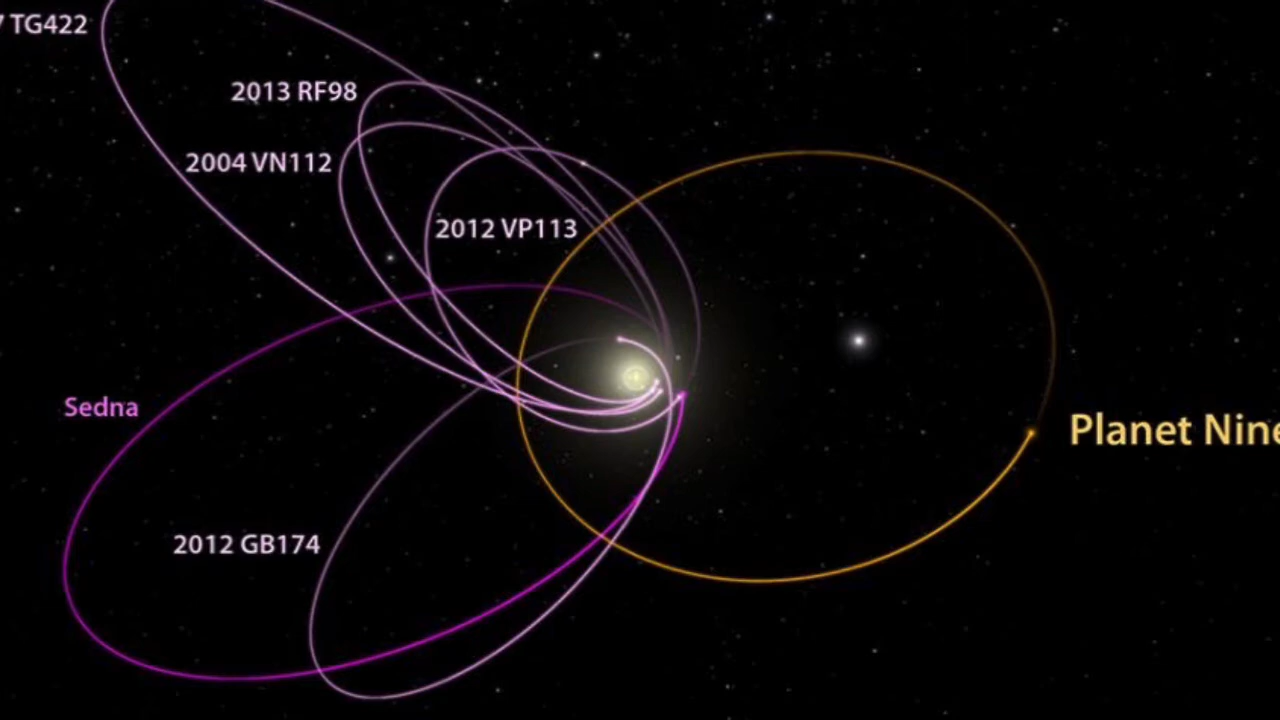 TG422
2013 RF98
2004 VN112
2012 VP113
Sedna
Planet Nine
2012 GB174